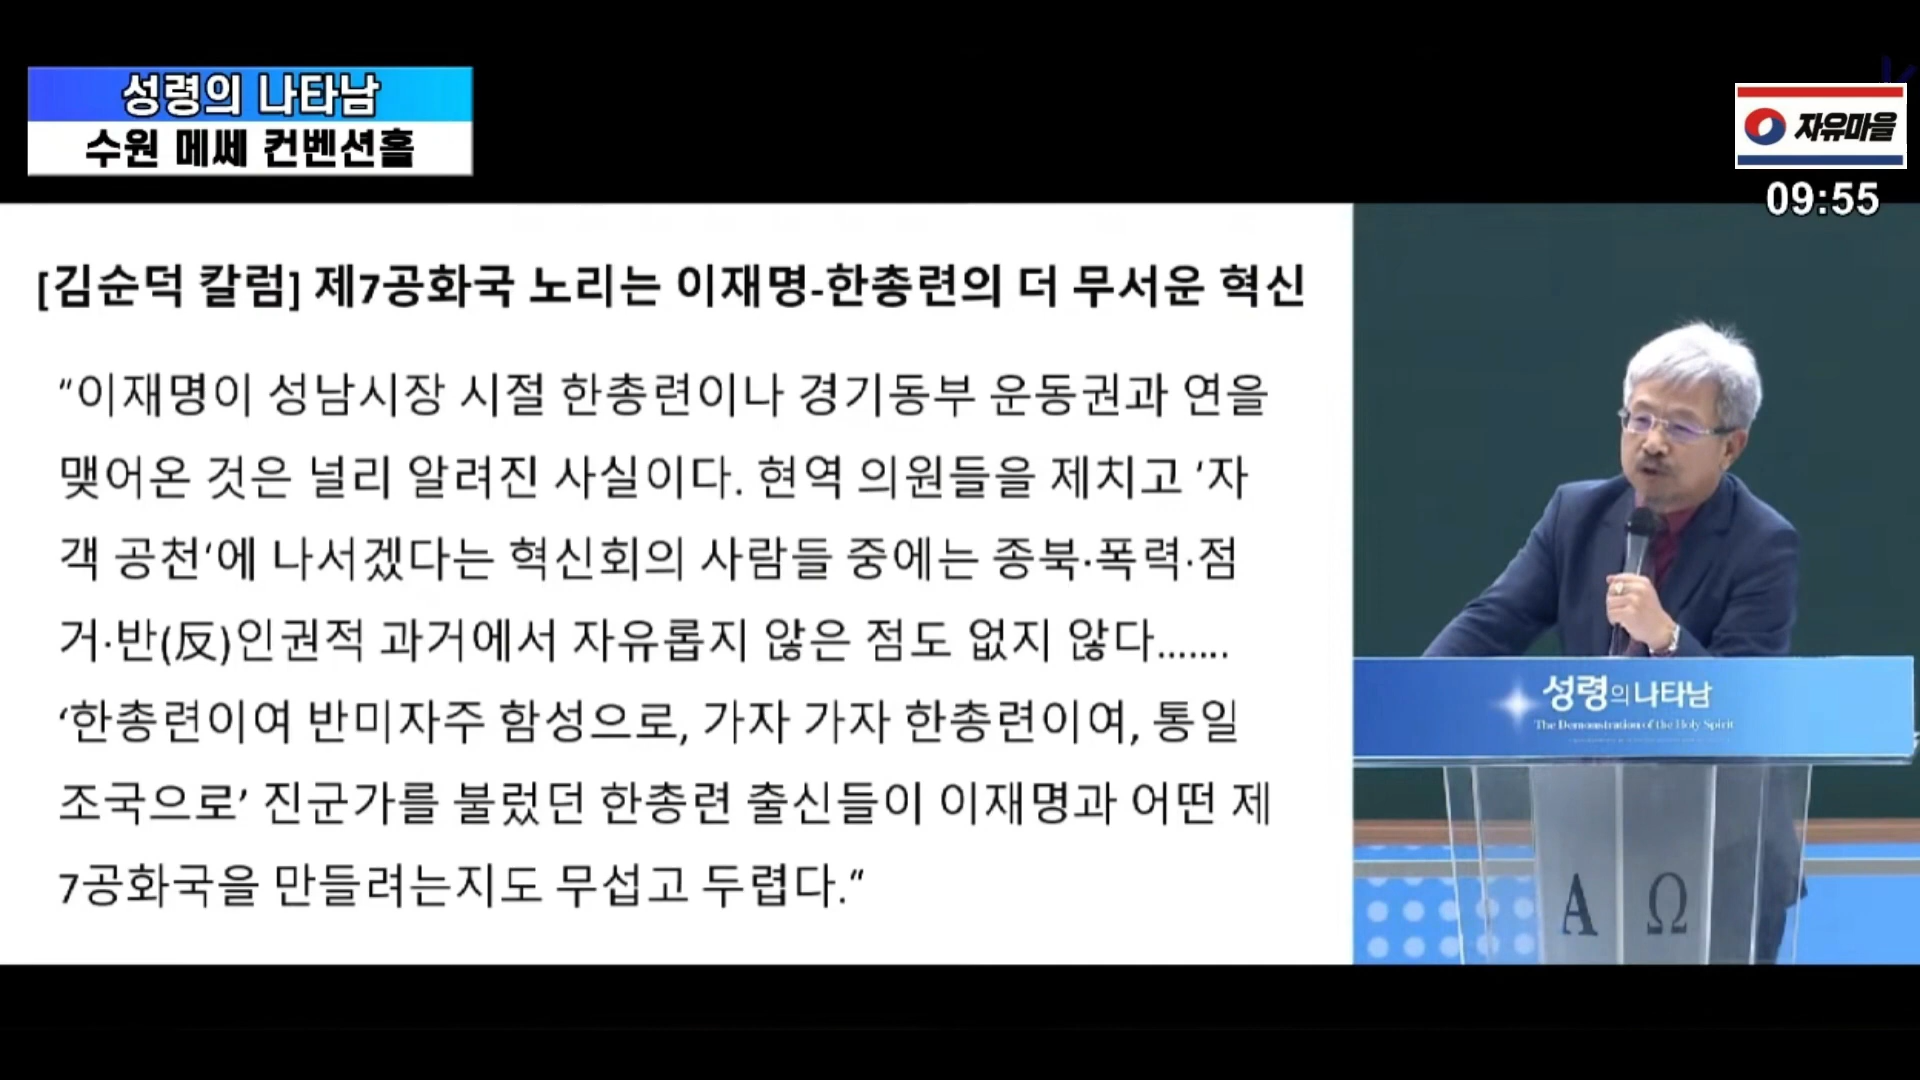 성령의 나타남
수원 메쎄 컨벤션홀
자유마을
09:55
[김순덕 칼럼] 제7공화국 노리는 이재명-한총련의 더 무서운 혁신
“이재명이 성남시장 시절 한총련이나 경기동부 운동권과 연을
맺어온 것은 널리 알려진 사실이다. 현역 의원들을 제치고 ‘자
객 공천‘에 나서겠다는 혁신회의 사람들 중에는 종북·폭력·점
거·반(反)인권적 과거에서 자유롭지 않은 점도 없지 않다…….
‘한총련이여 반미자주 함성으로, 가자 가자 한총련이여, 통일
조국으로’ 진군가를 불렀던 한총련 출신들이 이재명과 어떤 제
7공화국을 만들려는지도 무섭고 두렵다.“
성령의 나타남
The Demonstration of the Holy Spirit
Α Ω